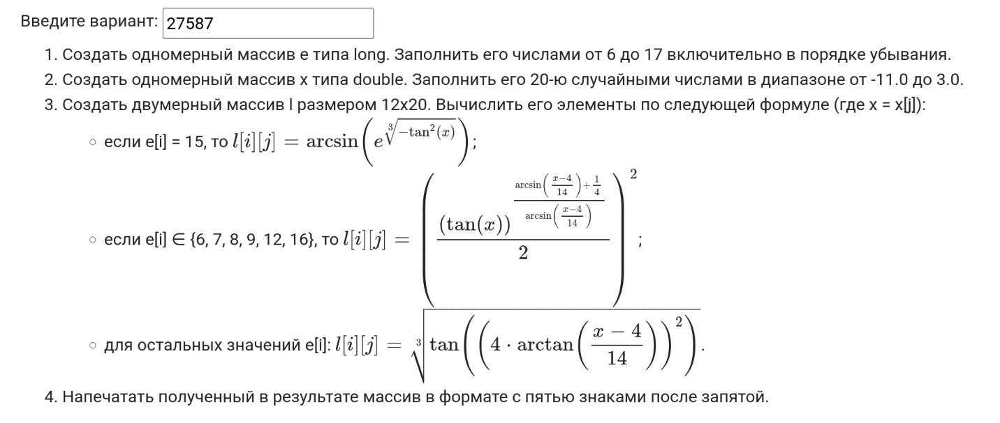 Введите вариант: 27587
1. Создать одномерный массив e типа long. Заполнить его числами от 6 до 17 включительно в порядке убывания.
2. Создать одномерный массив x типа double. Заполнить его 20-ю случайными числами в диапазоне от -11.0 до 3.0.
3. Создать двумерный массив l размером 12x20. Вычислить его элементы по следующей формуле (где x = x[j]):
○ если e[i] = 15, то $l[i][j] = \arcsin\left(e^{\sqrt[3]{-\tan^2(x)}}\right)$;
○ если e[i] ∈ {6, 7, 8, 9, 12, 16}, то $l[i][j] = \left(\frac{(\tan(x))^{\frac{\arcsin\left(\frac{x-4}{14}\right)+\frac{1}{4}}{\arcsin\left(\frac{x-4}{14}\right)}}}{2}\right)^2$;
○ для остальных значений e[i]: $l[i][j] = \sqrt[3]{\tan\left(\left(4 \cdot \arctan\left(\frac{x-4}{14}\right)\right)^2\right)}$.
4. Напечатать полученный в результате массив в формате с пятью знаками после запятой.